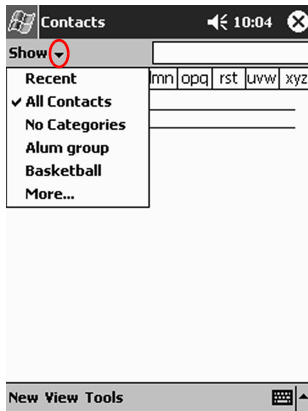 Contacts 10:04
Show
Recent lmn opq rst uvw xyz
All Contacts
No Categories
Alum group
Basketball
More...
New View Tools